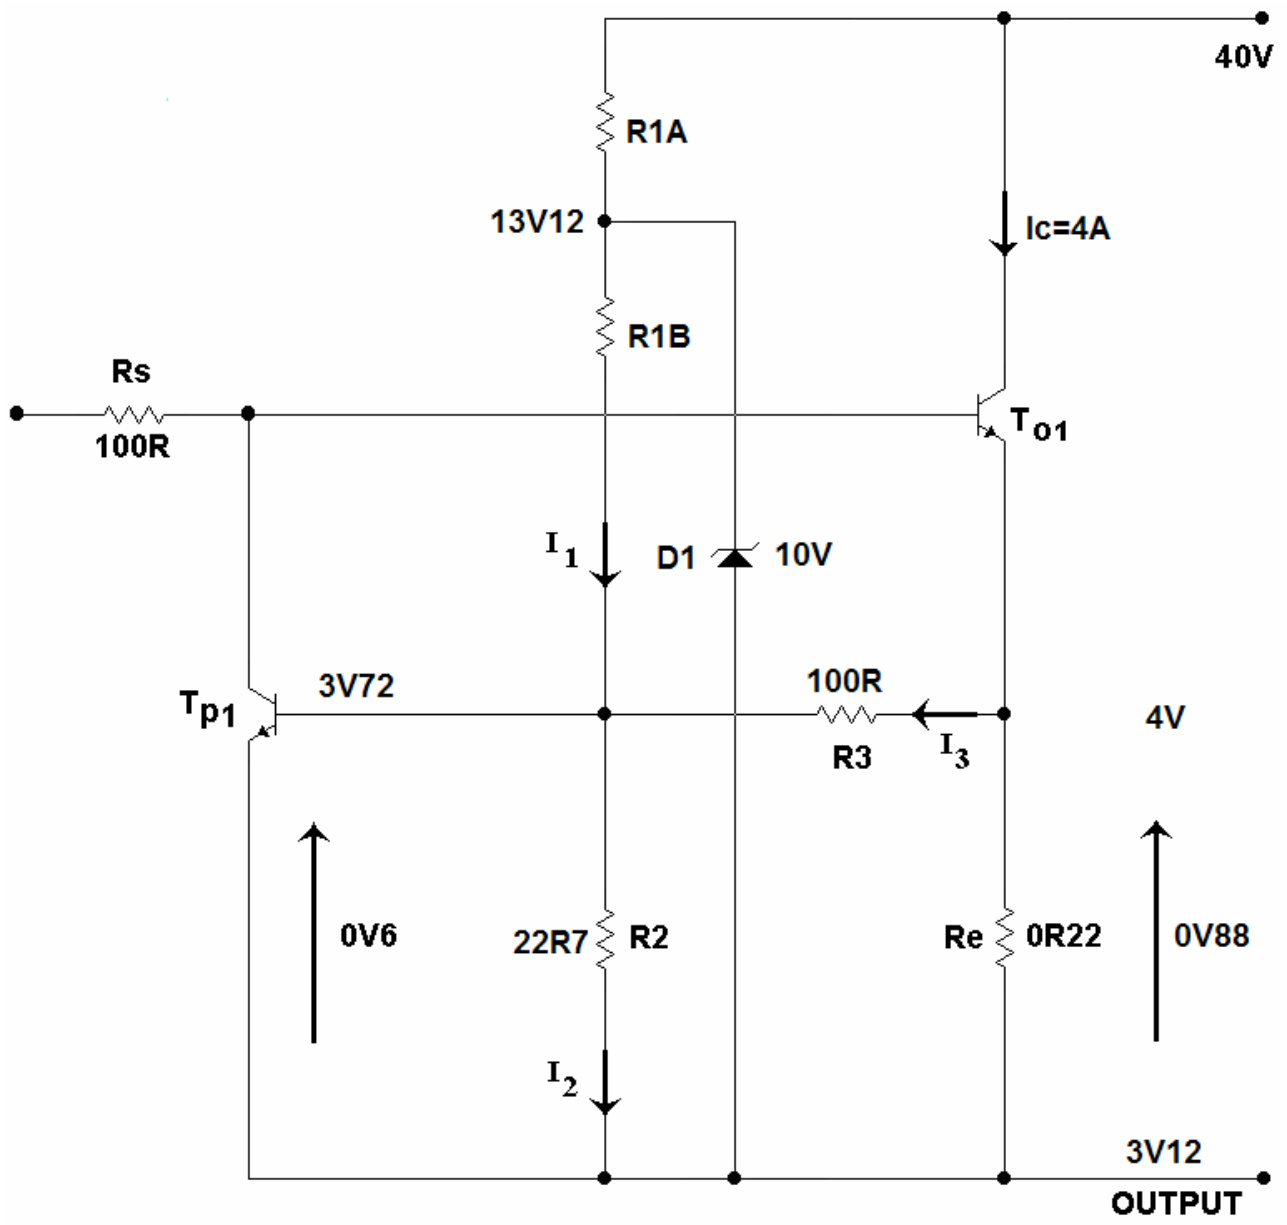 40V
R1A
13V12
Ic=4A
R1B
Rs
100R
To1
I1
D1
10V
3V72
100R
Tp1
R3
I3
4V
0V6
22R7
R2
Re
0R22
0V88
I2
3V12
OUTPUT